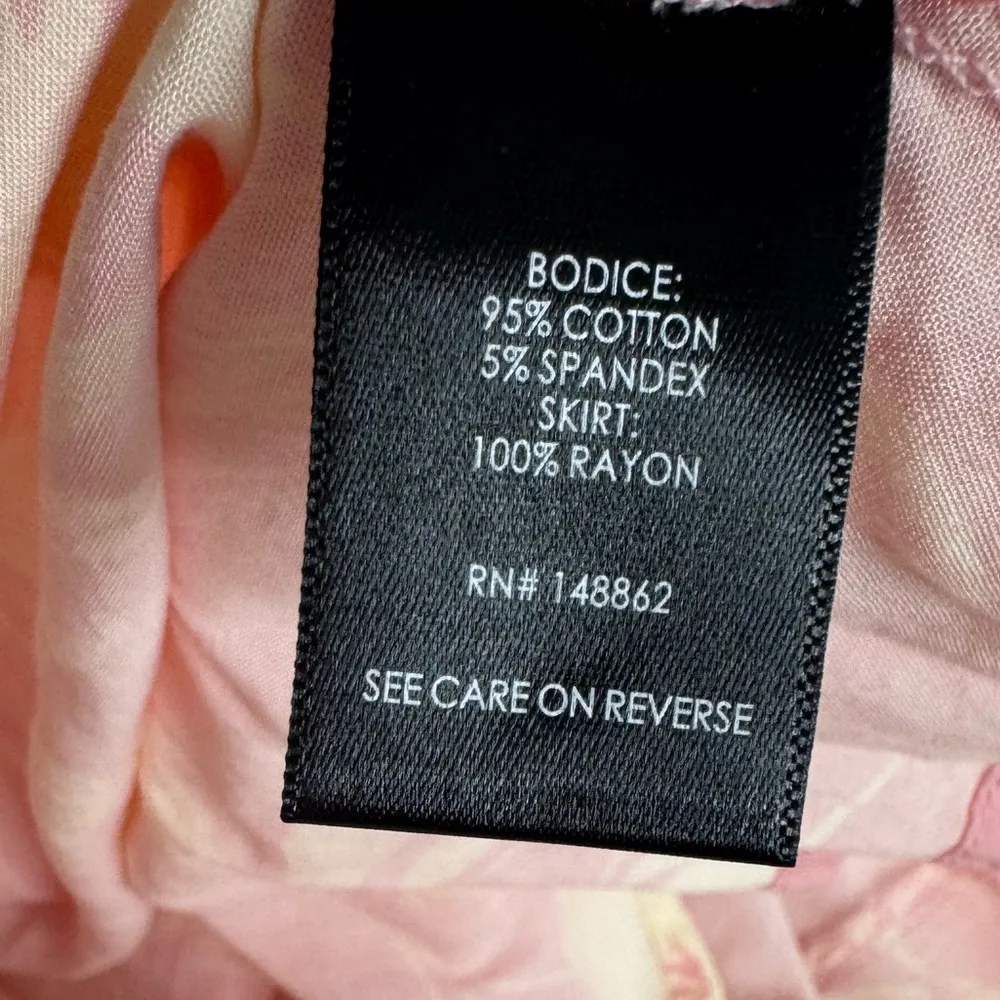 BODICE:
95% COTTON
5% SPANDEX
SKIRT:
100% RAYON
RN# 148862
SEE CARE ON REVERSE